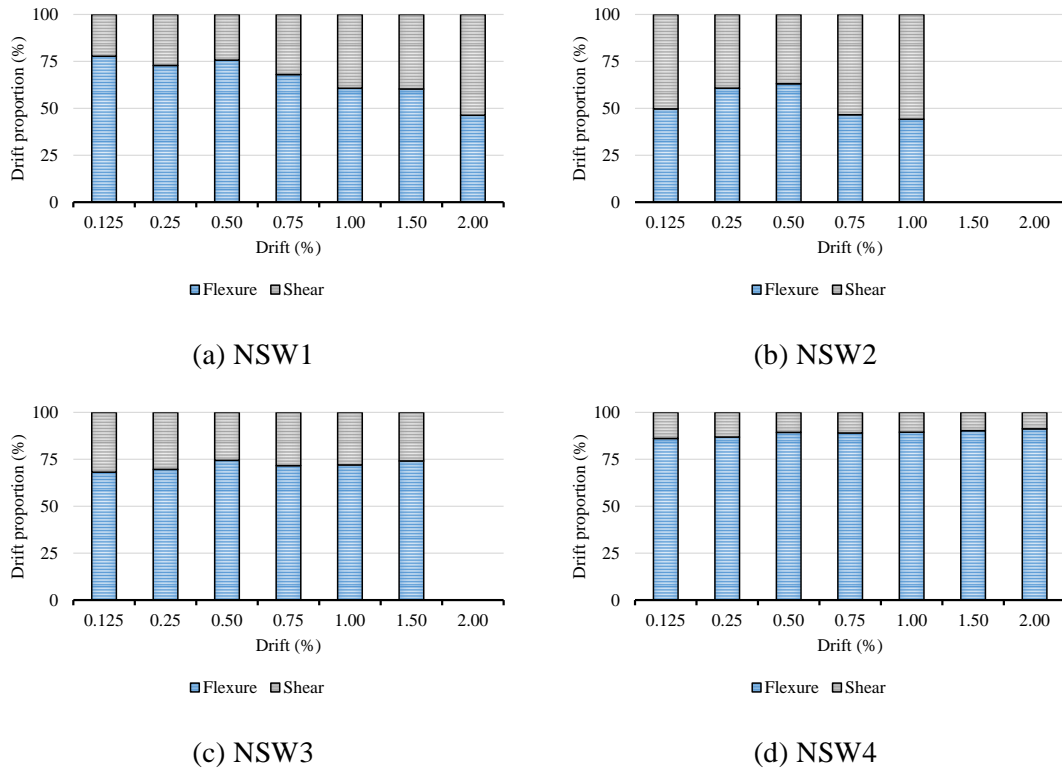 100
75
50
25
0
Drift proportion (%)
0.125 0.25 0.50 0.75 1.00 1.50 2.00
Drift (%)
Flexure Shear
(a) NSW1
100
75
50
25
0
Drift proportion (%)
0.125 0.25 0.50 0.75 1.00 1.50 2.00
Drift (%)
Flexure Shear
(b) NSW2
100
75
50
25
0
Drift proportion (%)
0.125 0.25 0.50 0.75 1.00 1.50 2.00
Drift (%)
Flexure Shear
(c) NSW3
100
75
50
25
0
Drift proportion (%)
0.125 0.25 0.50 0.75 1.00 1.50 2.00
Drift (%)
Flexure Shear
(d) NSW4